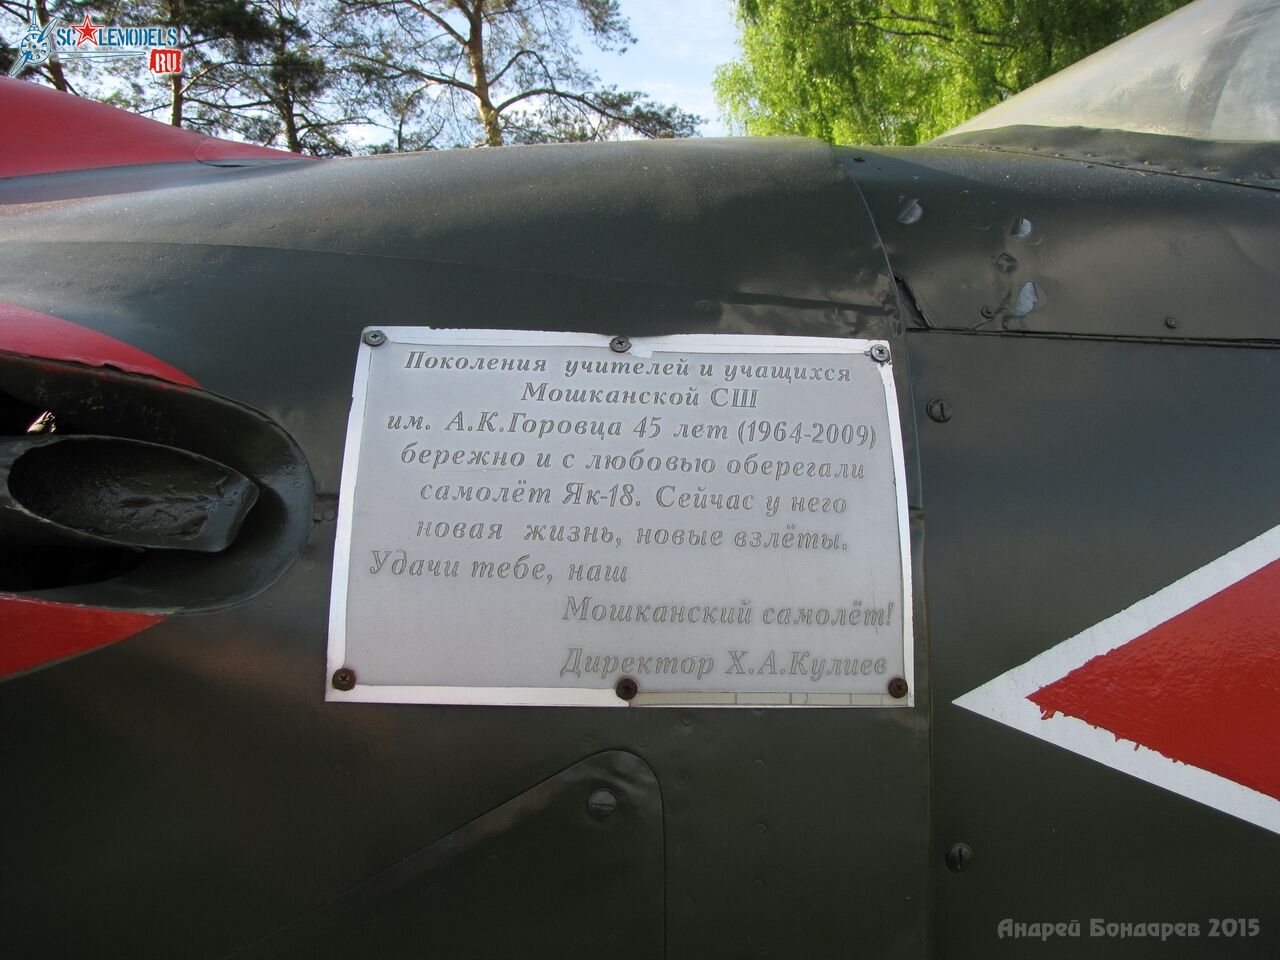 SCALEMODELS
RU
Поколения учителей и учащихся
Мошканской СШ
им. А.К.Горовца 45 лет (1964-2009)
бережно и с любовью оберегали
самолёт Як-18. Сейчас у него
новая жизнь, новые взлёты.
Удачи тебе, наш
Мошканский самолёт!
Директор Х.А.Кулиев
Андрей Бондарев 2015